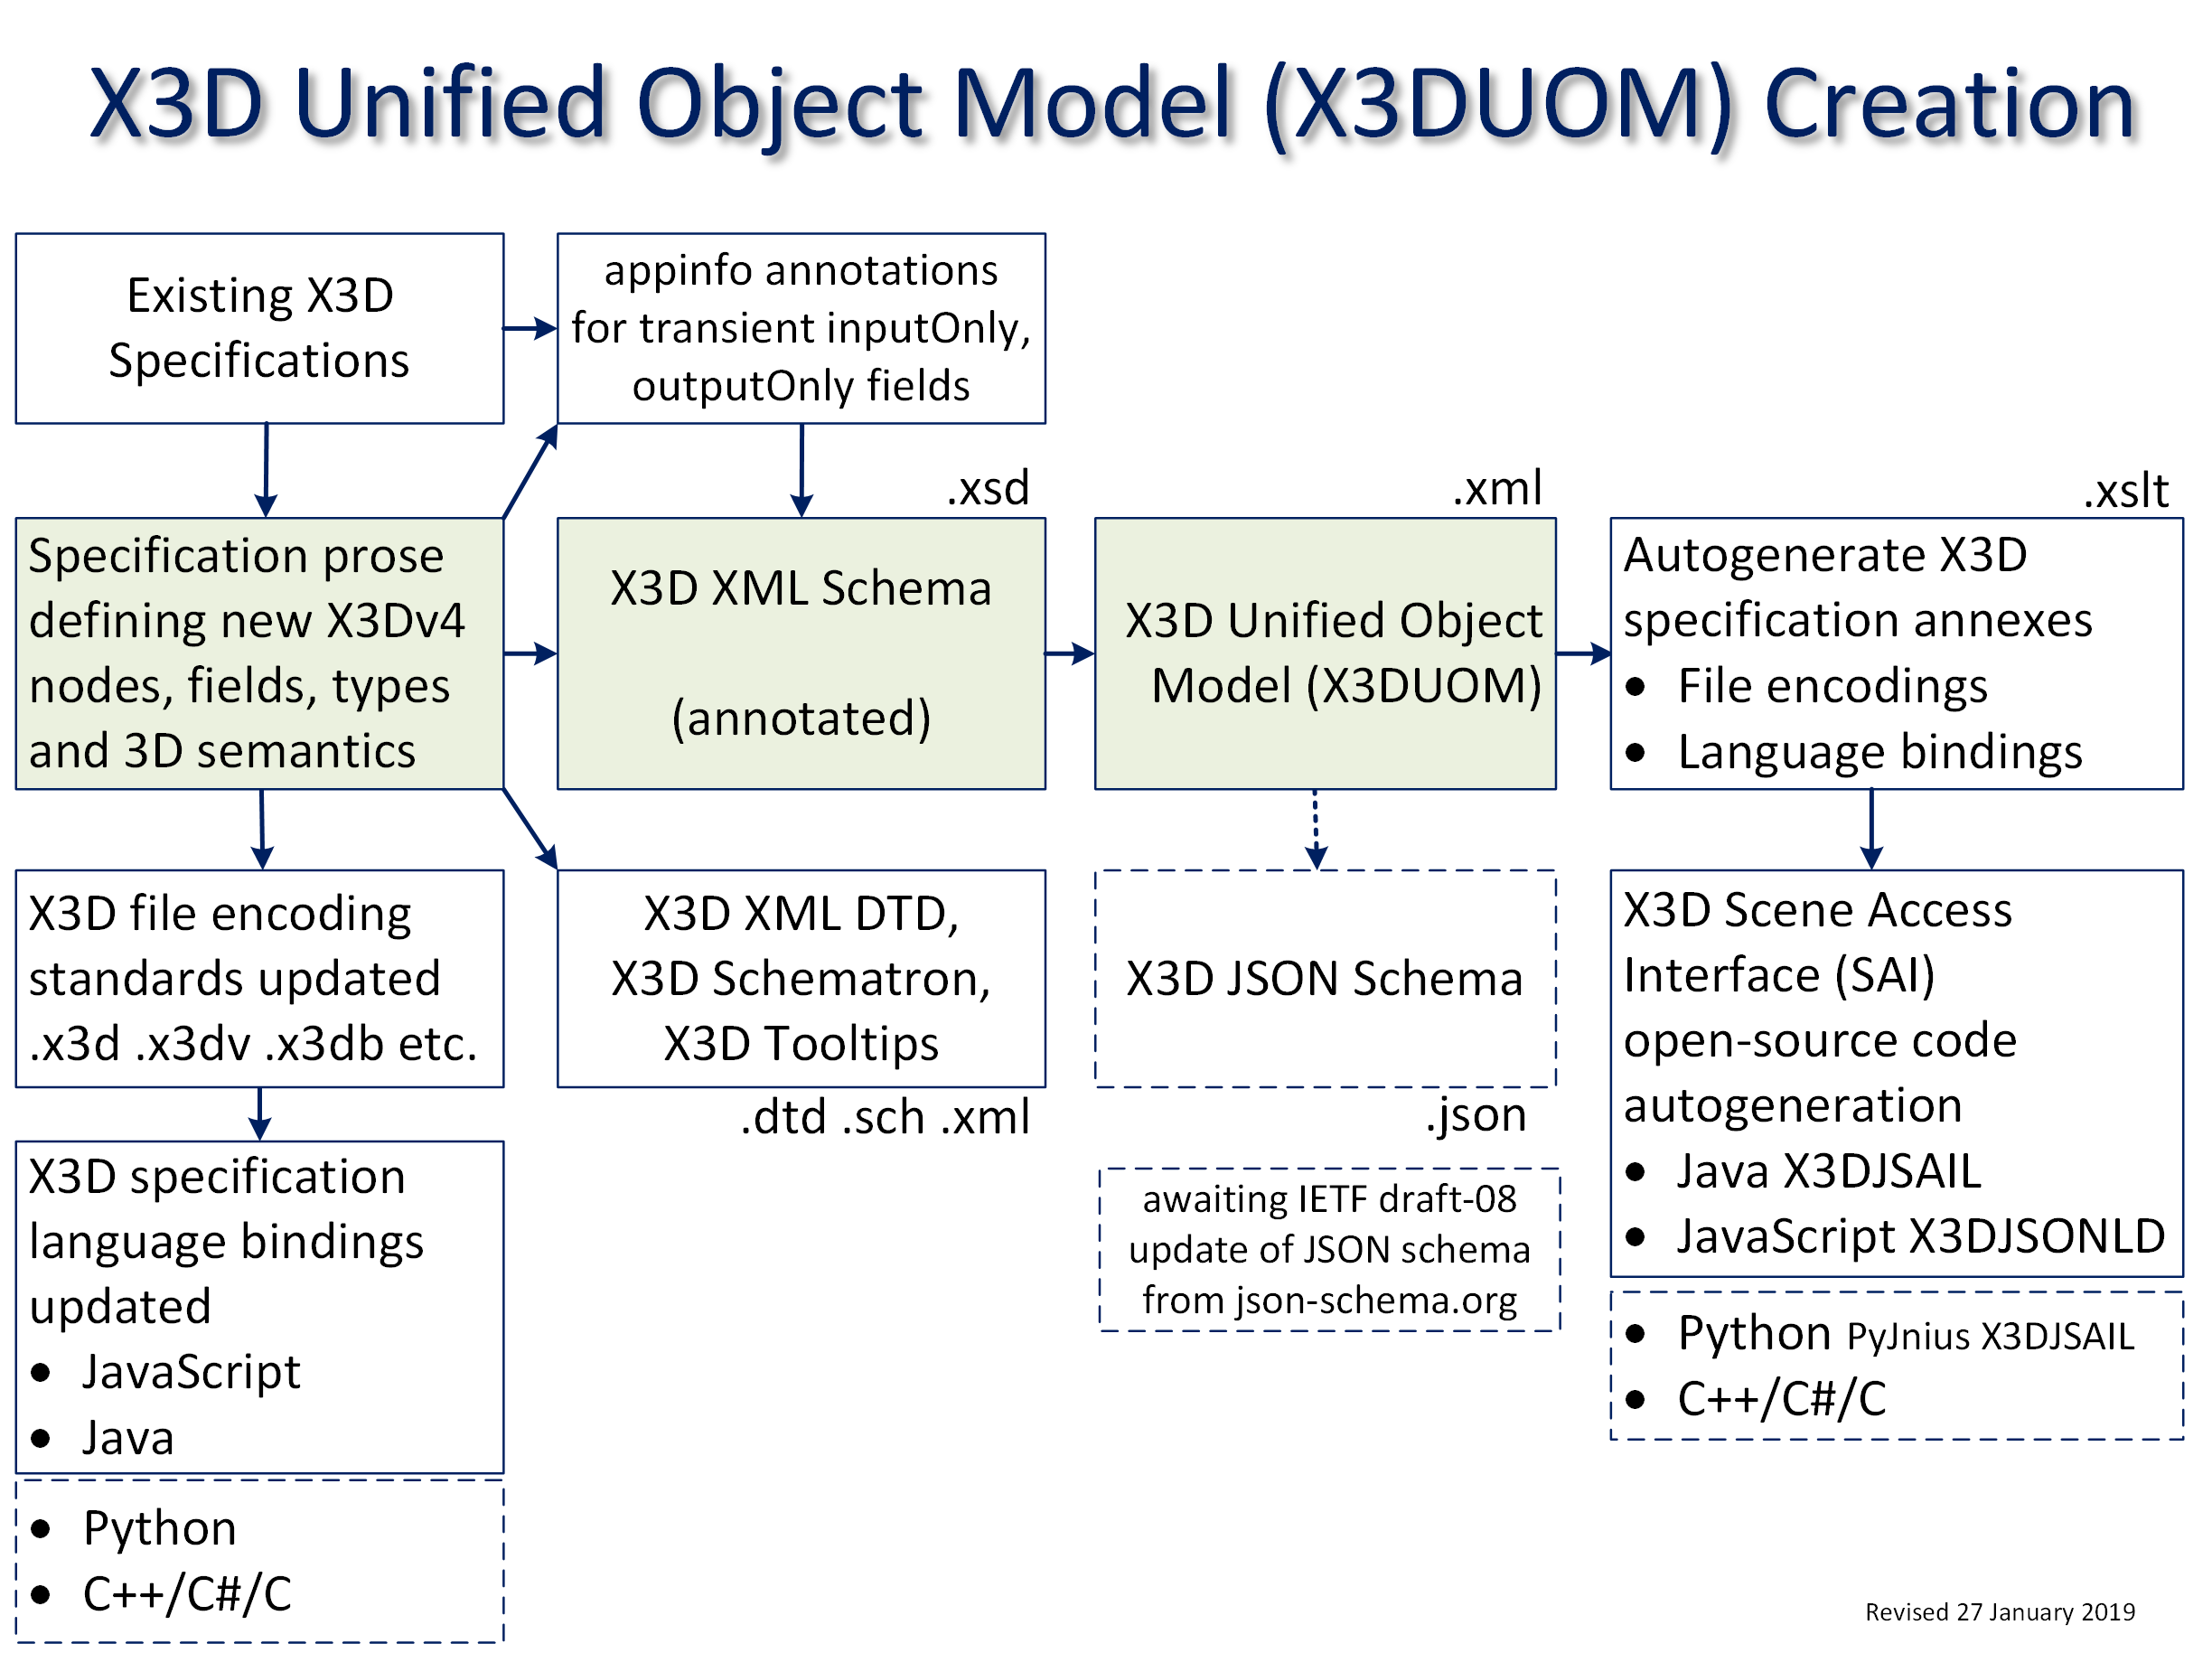 X3D Unified Object Model (X3DUOM) Creation
Existing X3D
Specifications
appinfo annotations
for transient inputOnly,
outputOnly fields
.xsd
.xml
.xslt
Specification prose
defining new X3Dv4
nodes, fields, types
and 3D semantics
X3D XML Schema
(annotated)
X3D Unified Object
Model (X3DUOM)
Autogenerate X3D
specification annexes
• File encodings
• Language bindings
X3D file encoding
standards updated
.x3d .x3dv .x3db etc.
X3D XML DTD,
X3D Schematron,
X3D Tooltips
.dtd .sch .xml
X3D JSON Schema
.json
awaiting IETF draft-08
update of JSON schema
from json-schema.org
X3D Scene Access
Interface (SAI)
open-source code
autogeneration
• Java X3DJSAIL
• JavaScript X3DJSONLD
• Python PyJnius X3DJSAIL
• C++/C#/C
X3D specification
language bindings
updated
• JavaScript
• Java
• Python
• C++/C#/C
Revised 27 January 2019